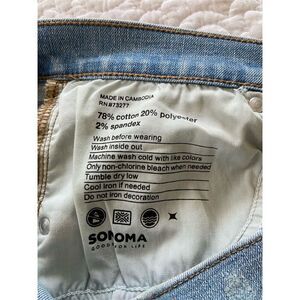 MADE IN CAMBODIA
RN#73277
78% cotton 20% polyester
2% spandex
Wash before wearing
Wash inside out
Machine wash cold with like colors
Only non-chlorine bleach when needed
Tumble dry low
Cool iron if needed
Do not iron decoration
SONOMA
GOODS FOR LIFE